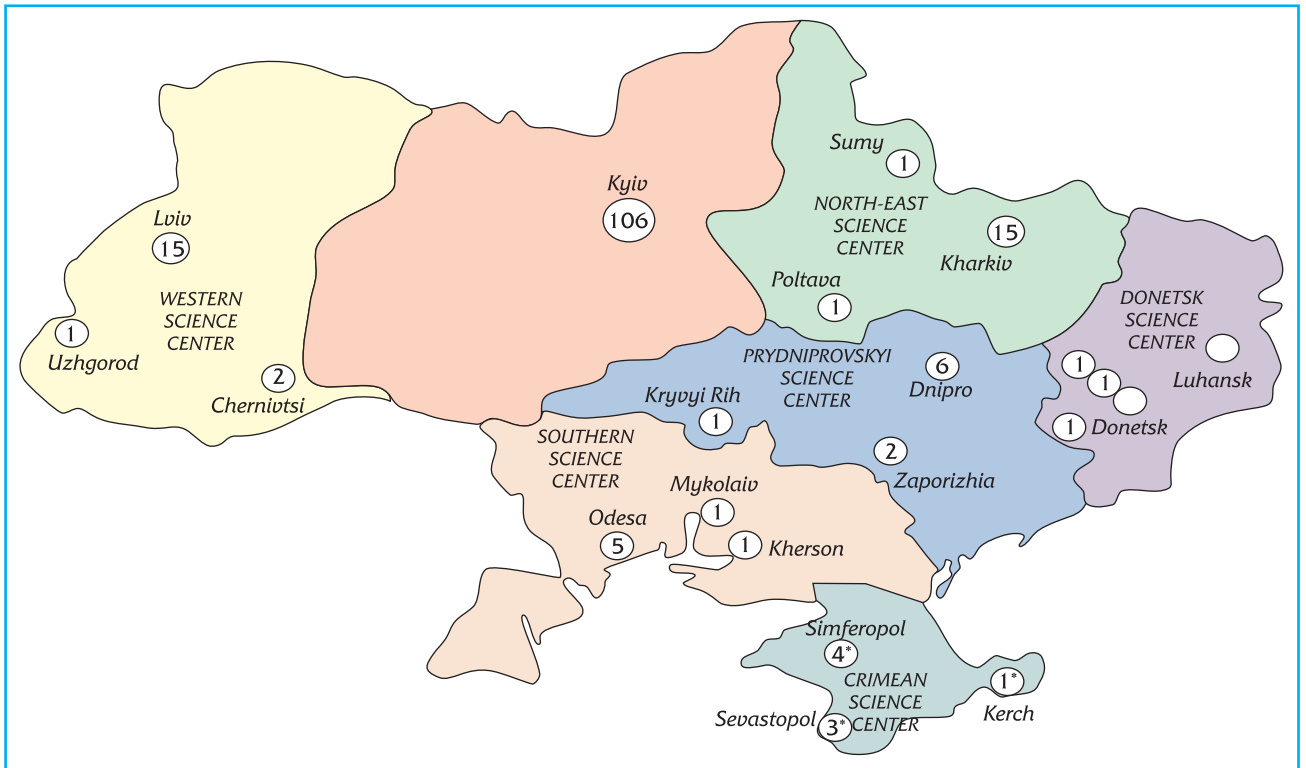 Kyiv
106
Lviv
15
WESTERN
SCIENCE
CENTER
1
Uzhgorod
2
Chernivtsi
Sumy
1
NORTH-EAST
SCIENCE
CENTER
15
Kharkiv
Poltava
1
DONETSK
SCIENCE
CENTER
Luhansk
1
1
1
Donetsk
PRYDNIPROVSKYI
SCIENCE
CENTER
6
Dnipro
Kryvyi Rih
1
2
Zaporizhia
SOUTHERN
SCIENCE
CENTER
Mykolaiv
1
Odesa
5
1
Kherson
Simferopol
4*
CRIMEAN
SCIENCE
CENTER
1*
Kerch
Sevastopol
3*